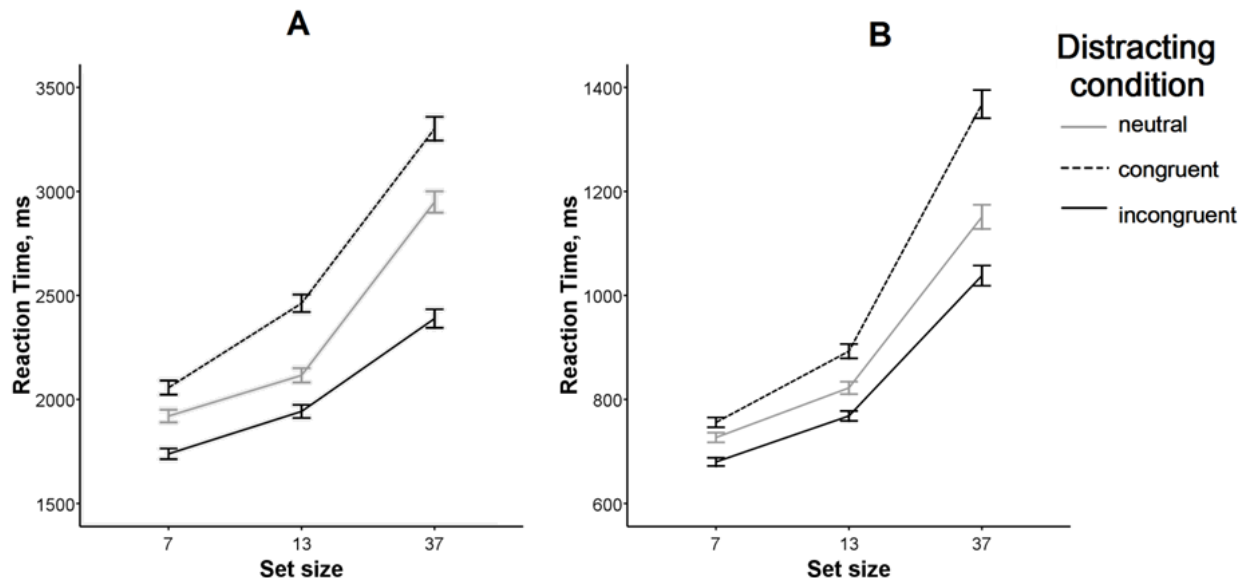 A
3500
3000
2500
2000
1500
Reaction Time, ms
7 13 37
Set size
B
1400
1200
1000
800
600
Reaction Time, ms
7 13 37
Set size
Distracting
condition
neutral
congruent
incongruent